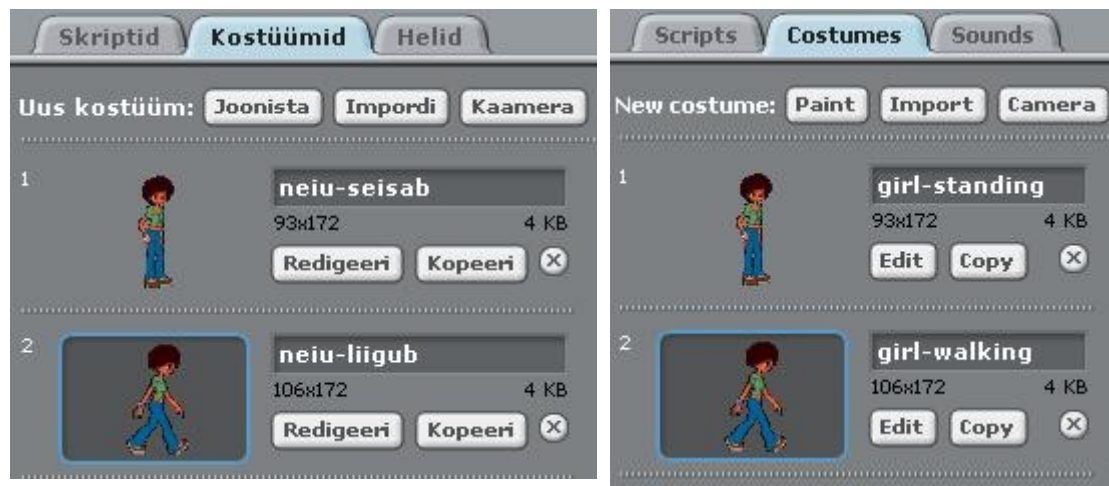 Skriptid Kostüümid Helid
Uus kostüüm: Joonista Impordi Kaamera
1
neiu-seisab
93x172 4 KB
Redigeeri Kopeeri
2
neiu-liigub
106x172 4 KB
Redigeeri Kopeeri
Scripts Costumes Sounds
New costume: Paint Import Camera
1
girl-standing
93x172 4 KB
Edit Copy
2
girl-walking
106x172 4 KB
Edit Copy